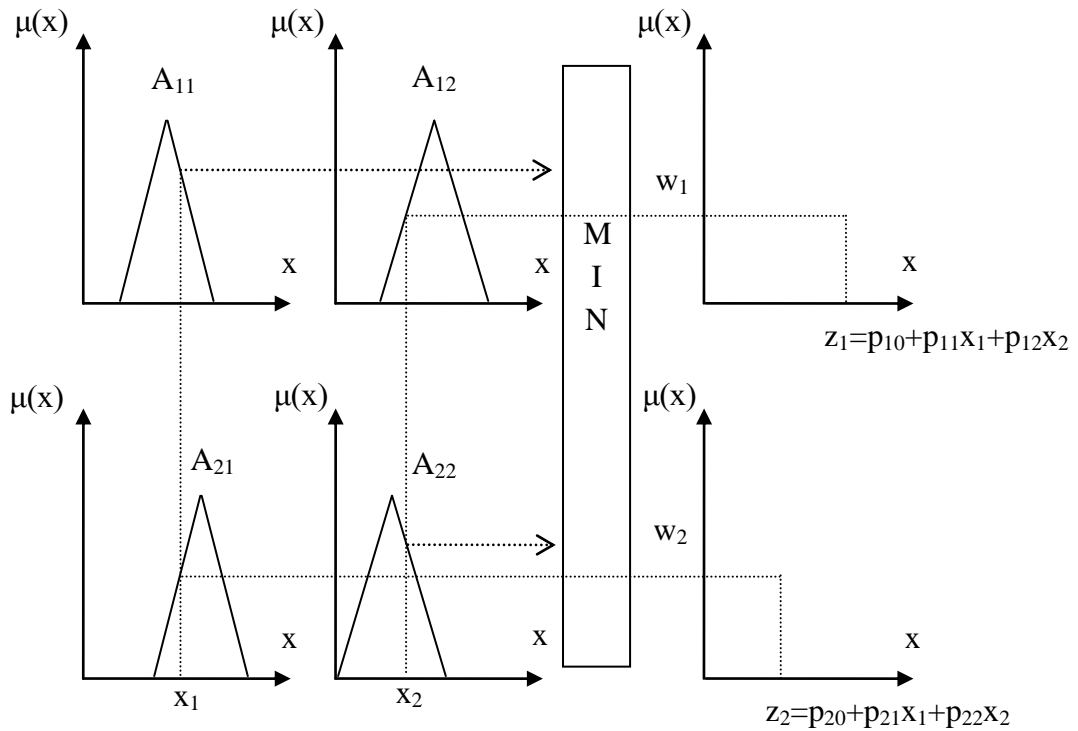 μ(x)
μ(x)
μ(x)
A₁₁
A₁₂
w₁
M
I
N
x
x
x
z₁=p₁₀+p₁₁x₁+p₁₂x₂
μ(x)
μ(x)
μ(x)
A₂₁
A₂₂
w₂
x
x
x
x₁
x₂
z₂=p₂₀+p₂₁x₁+p₂₂x₂